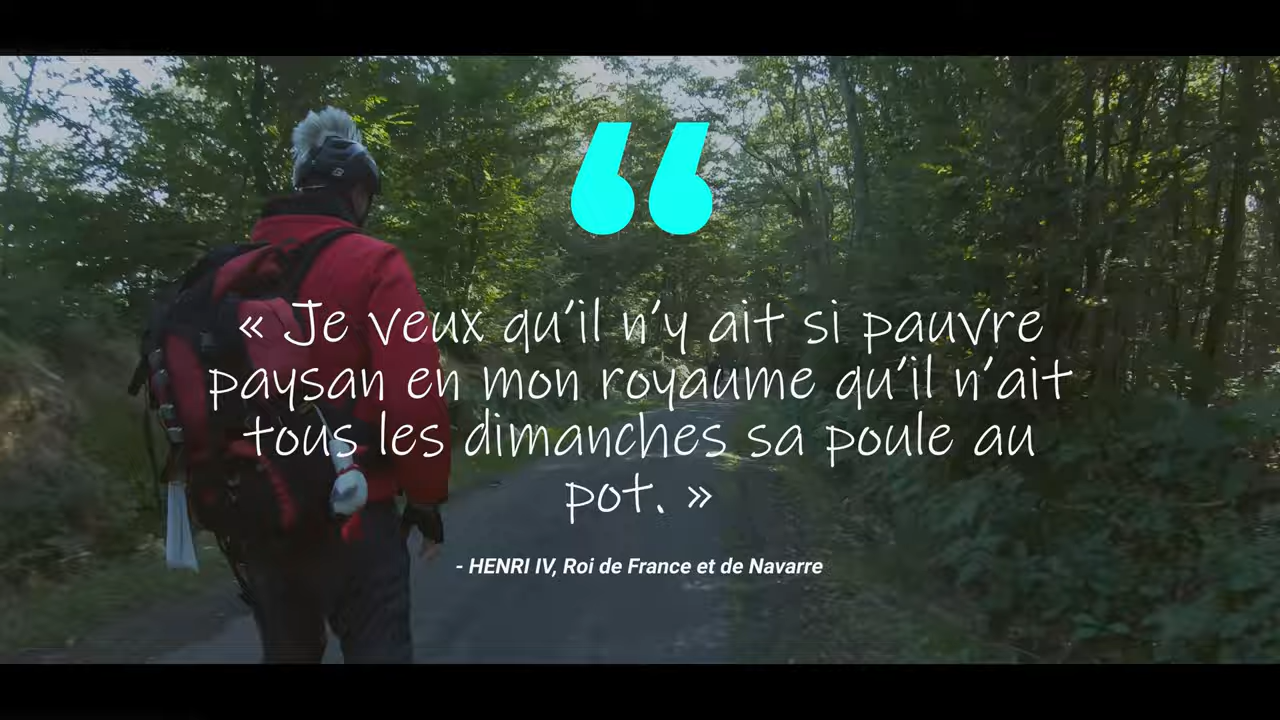 « Je veux qu’il n’y ait si pauvre
paysan en mon royaume qu’il n’ait
tous les dimanches sa poule au
pot. »
- HENRI IV, Roi de France et de Navarre